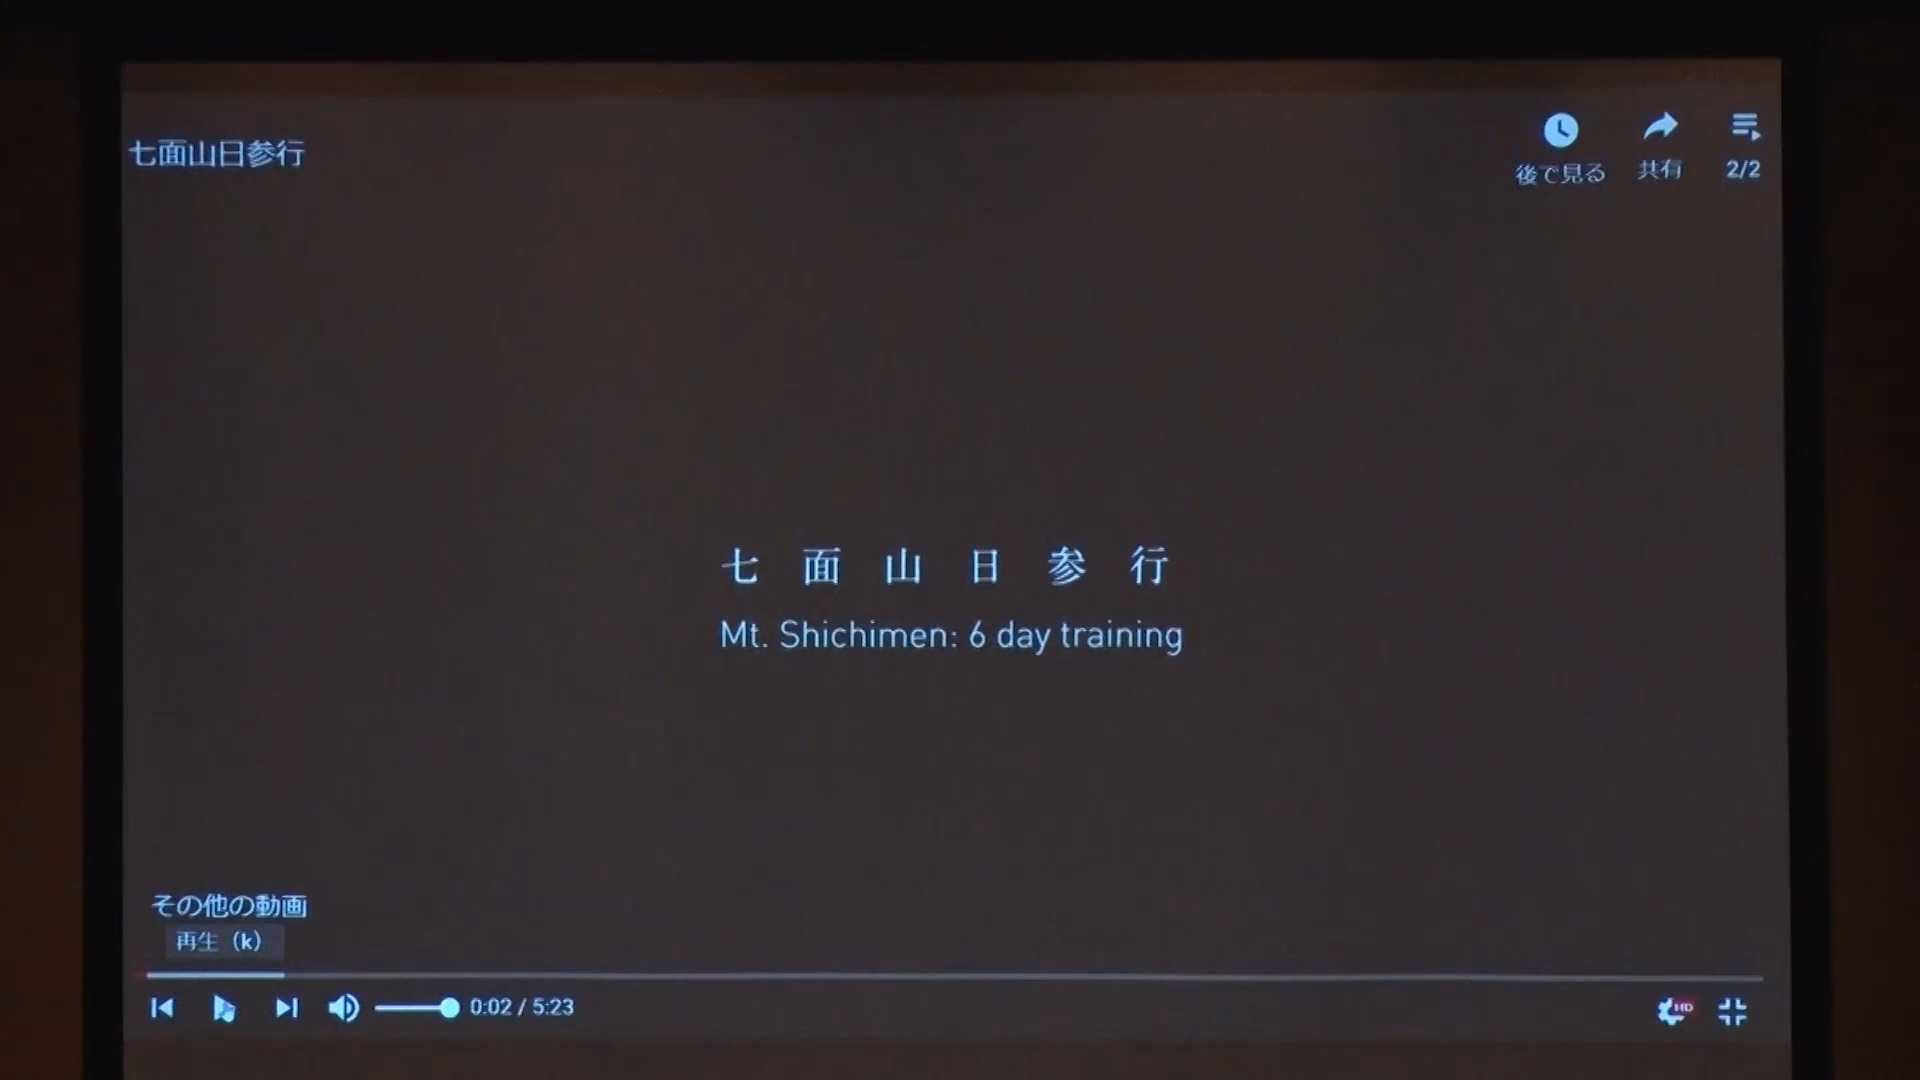 七面山日参行
後で見る 共有 2/2
七面山日参行
Mt. Shichimen: 6 day training
その他の動画
再生（k）
0:02 / 5:23
HD